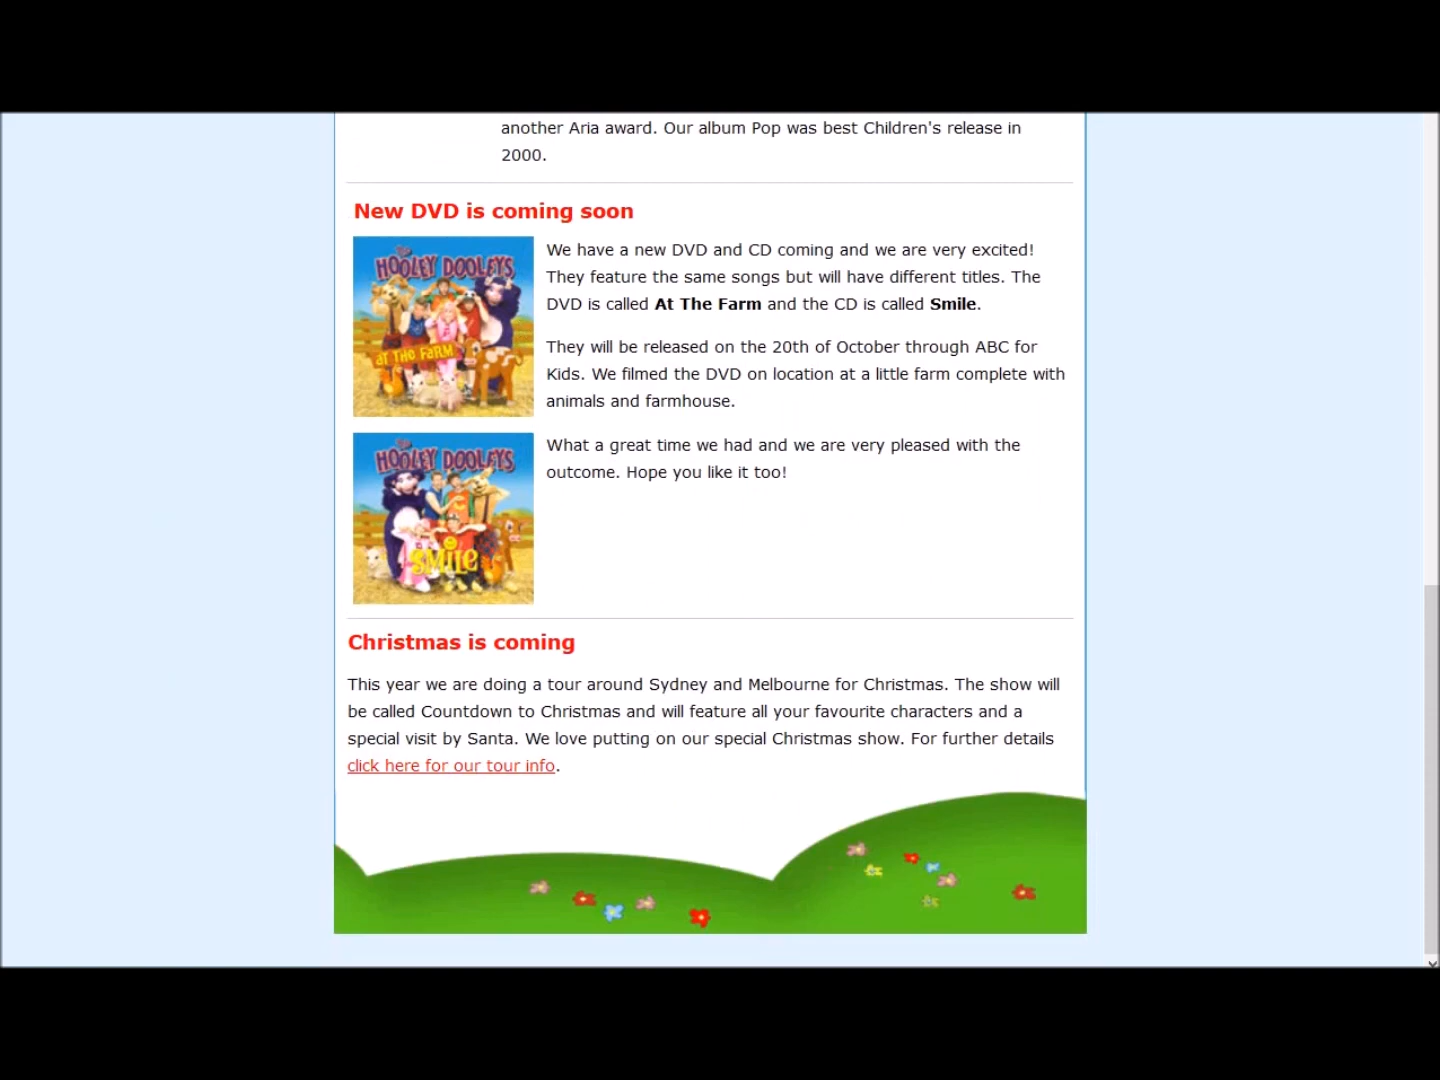 another Aria award. Our album Pop was best Children's release in
2000.
New DVD is coming soon
The
HOOLEY DOOLEYS
AT THE FARM
We have a new DVD and CD coming and we are very excited!
They feature the same songs but will have different titles. The
DVD is called At The Farm and the CD is called Smile.
They will be released on the 20th of October through ABC for
Kids. We filmed the DVD on location at a little farm complete with
animals and farmhouse.
The
HOOLEY DOOLEYS
SMILE
What a great time we had and we are very pleased with the
outcome. Hope you like it too!
Christmas is coming
This year we are doing a tour around Sydney and Melbourne for Christmas. The show will
be called Countdown to Christmas and will feature all your favourite characters and a
special visit by Santa. We love putting on our special Christmas show. For further details
click here for our tour info.